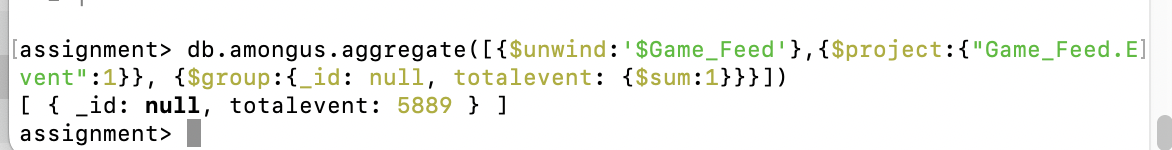 [assignment> db.amongus.aggregate([{$unwind:'$Game_Feed'},{$project:{"Game_Feed.E]
vent":1}}, {$group:{_id: null, totalevent: {$sum:1}}}])
[ { _id: null, totalevent: 5889 } ]
assignment>